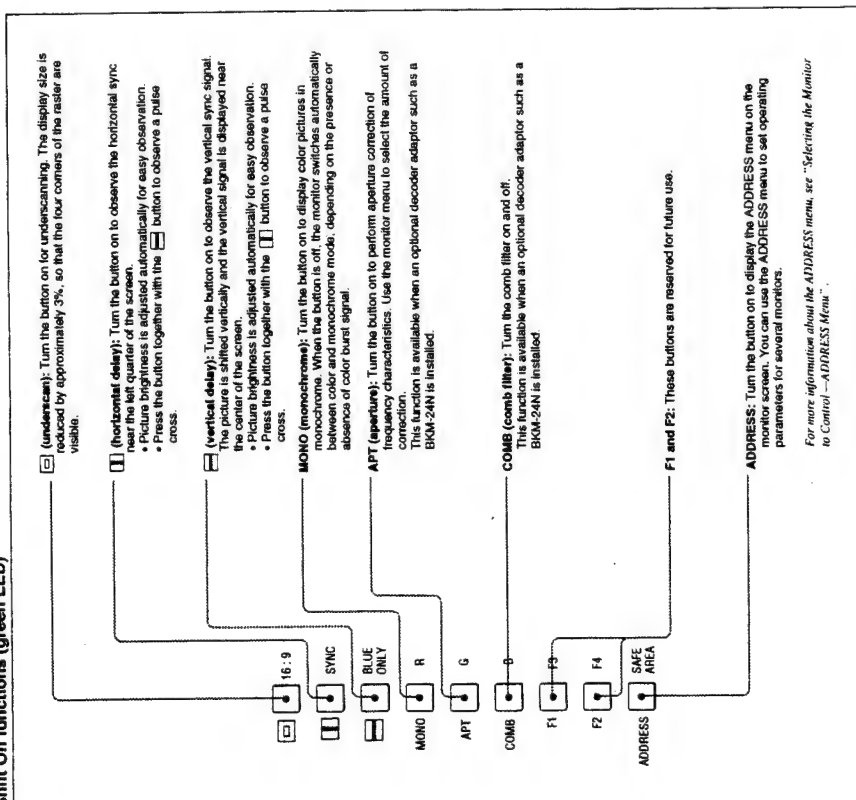 Shift Off functions (green LED)
(underscan): Turn the button on for underscanning. The display size is
reduced by approximately 3%, so that the four corners of the raster are
visible.
(horizontal delay): Turn the button on to observe the horizontal sync
near the left quarter of the screen.
• Picture brightness is adjusted automatically for easy observation.
• Press the button together with the button to observe a pulse
cross.
(vertical delay): Turn the button on to observe the vertical sync signal.
The picture is shifted vertically and the vertical signal is displayed near
the center of the screen.
• Picture brightness is adjusted automatically for easy observation.
• Press the button together with the button to observe a pulse
cross.
MONO (monochrome): Turn the button on to display color pictures in
monochrome. When the button is off, the monitor switches automatically
between color and monochrome mode, depending on the presence or
absence of color burst signal.
APT (aperture): Turn the button on to perform aperture correction of
frequency characteristics. Use the monitor menu to select the amount of
correction.
This function is available when an optional decoder adaptor such as a
BKM-24N is installed.
COMB (comb filter): Turn the comb filter on and off.
This function is available when an optional decoder adaptor such as a
BKM-24N is installed.
F1 and F2: These buttons are reserved for future use.
ADDRESS: Turn the button on to display the ADDRESS menu on the
monitor screen. You can use the ADDRESS menu to set operating
parameters for several monitors.
For more information about the ADDRESS menu, see "Selecting the Monitor
to Control—ADDRESS Menu".
16 : 9
SYNC
BLUE
ONLY
MONO R
APT G
COMB B
F1 F3
F2 F4
ADDRESS SAFE
AREA